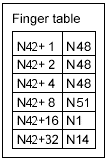 Finger table
N42+ 1 N48
N42+ 2 N48
N42+ 4 N48
N42+ 8 N51
N42+16 N1
N42+32 N14